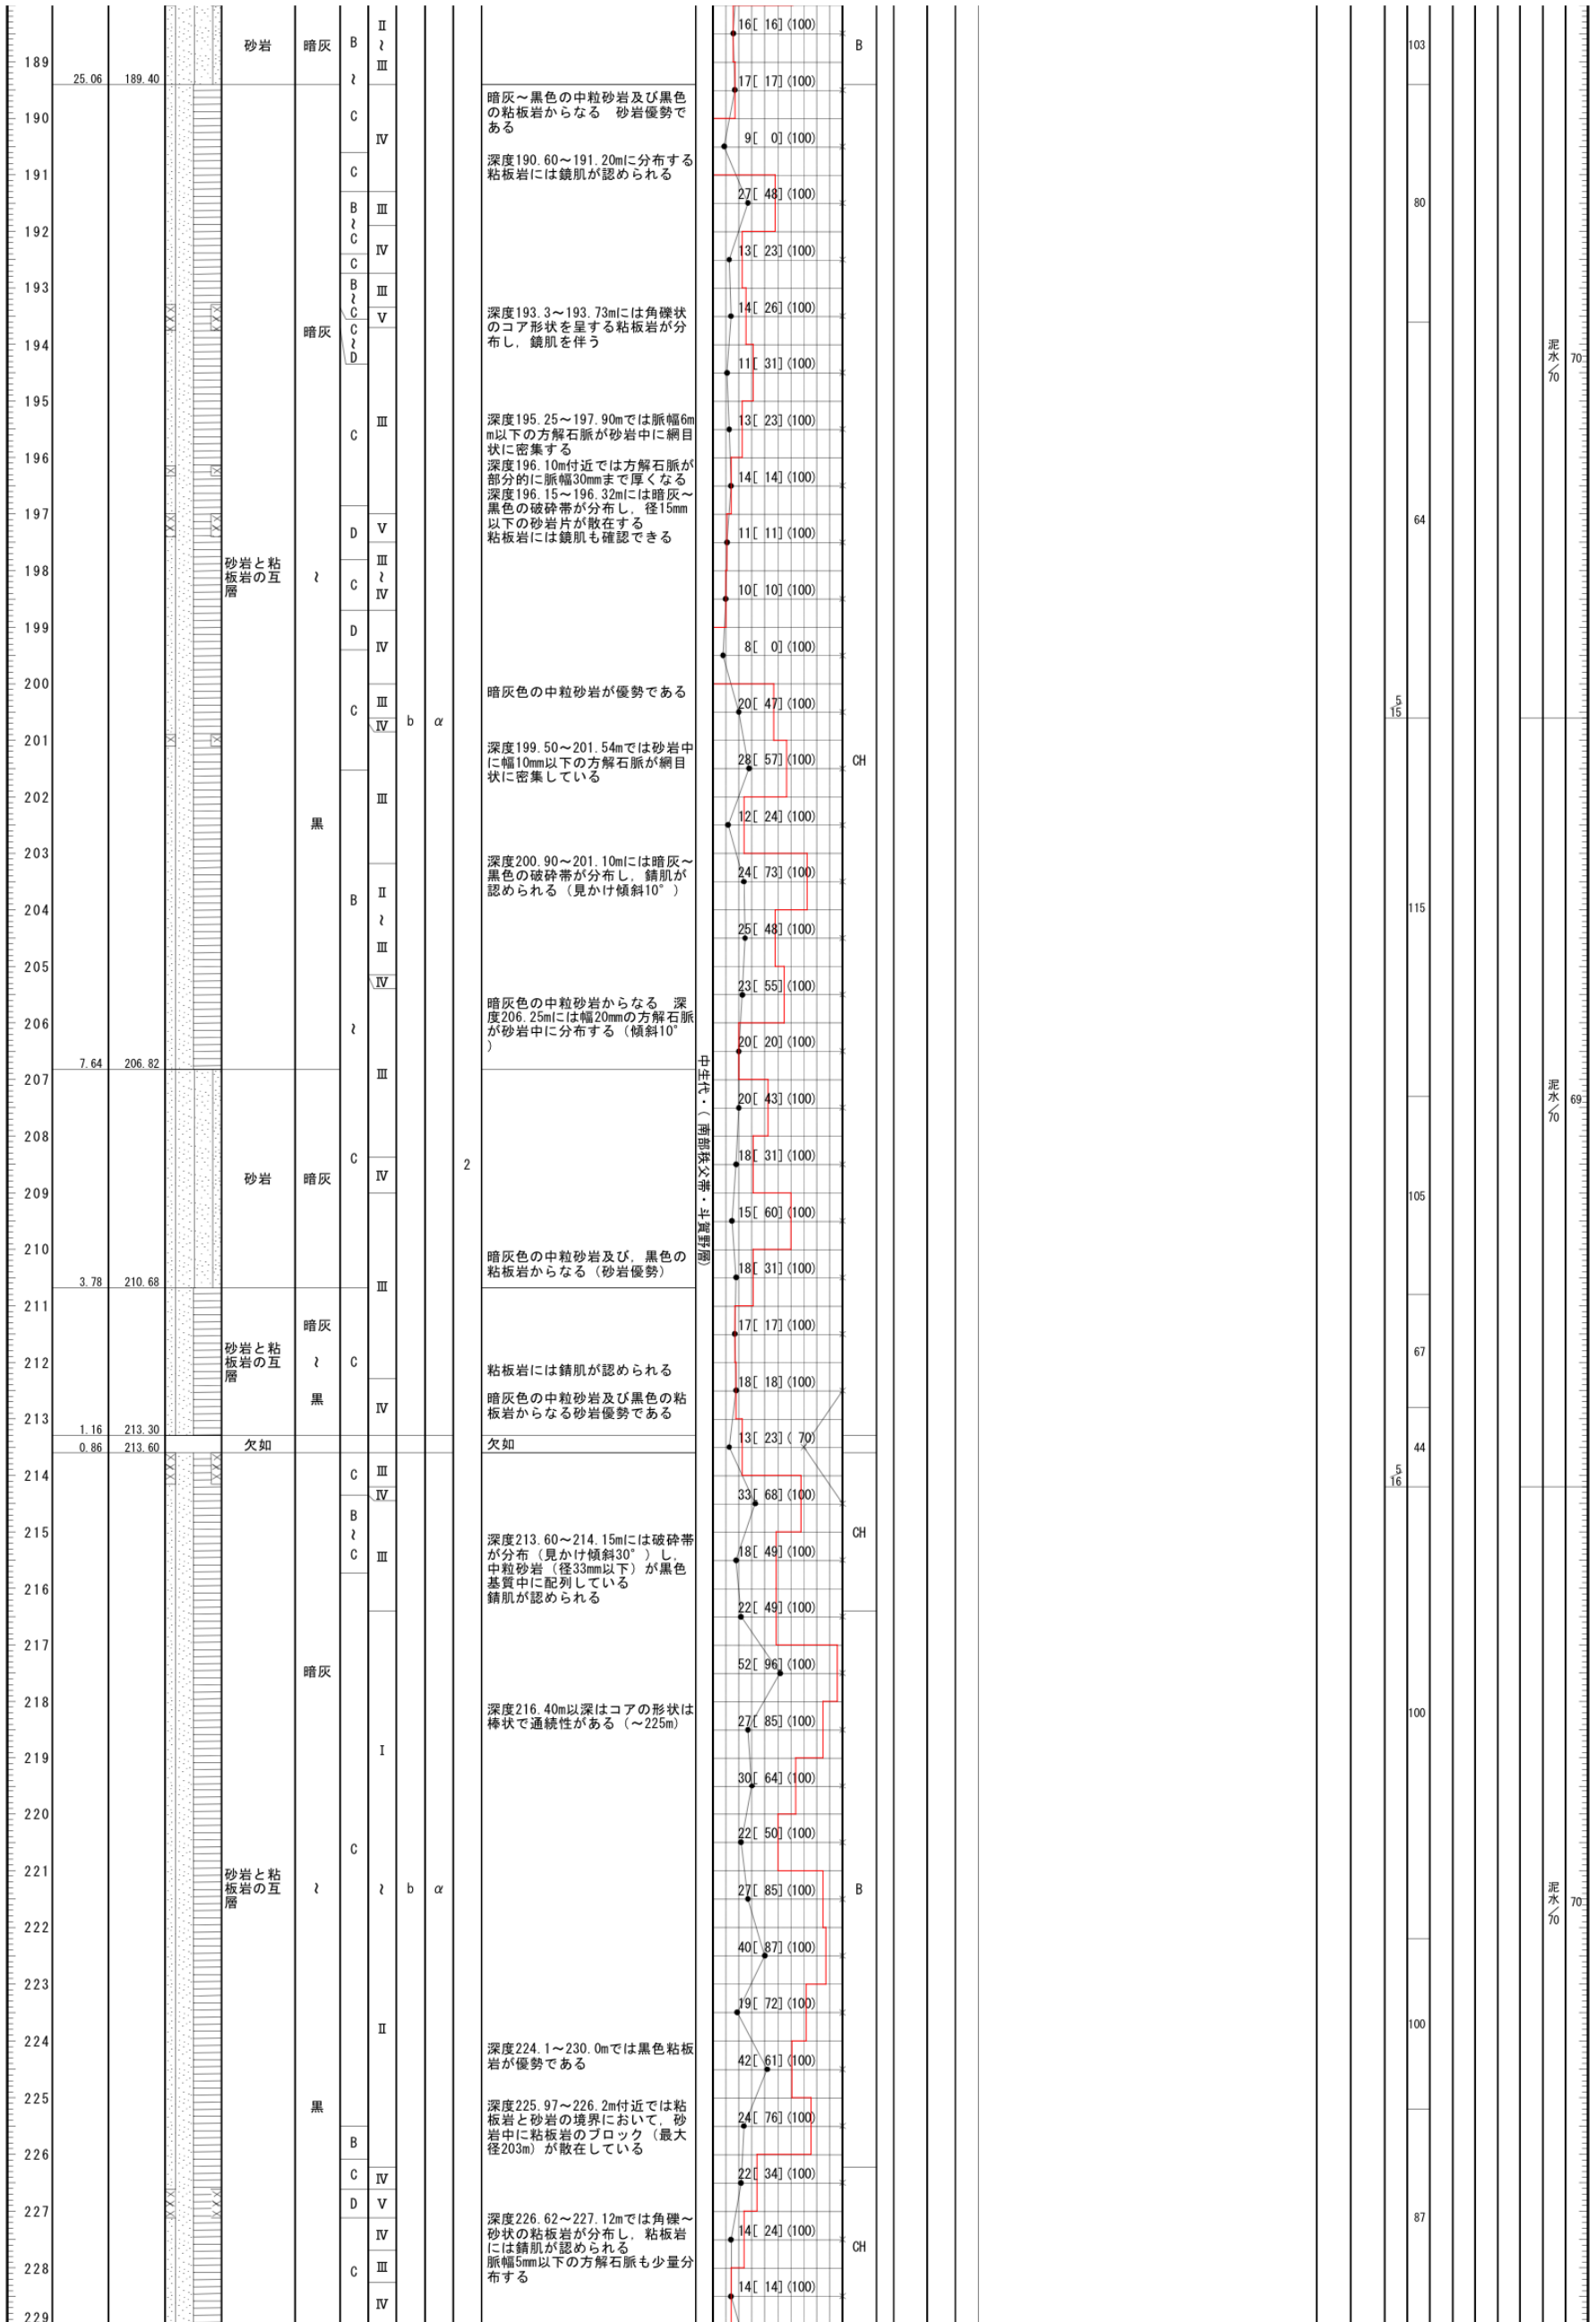 189
190
191
192
193
194
195
196
197
198
199
200
201
202
203
204
205
206
207
208
209
210
211
212
213
214
215
216
217
218
219
220
221
222
223
224
225
226
227
228
229
25.06 189.40
7.64 206.82
3.78 210.68
1.16 213.30
0.86 213.60
砂岩
砂岩と粘
板岩の互
層
砂岩
砂岩と粘
板岩の互
層
欠如
砂岩と粘
板岩の互
層
暗灰
暗灰
~
黒
暗灰
暗灰
~
黒
暗灰
~
黒
B
~
C
C
B
~
C
C
B
~
C
C
~
D
C
D
C
D
C
B
~
C
C
C
B
~
C
C
B
C
D
C
Ⅱ
~
Ⅲ
Ⅳ
Ⅲ
Ⅳ
Ⅲ
Ⅴ
Ⅲ
Ⅴ
Ⅲ
~
Ⅳ
Ⅳ
Ⅲ
Ⅳ
Ⅲ
Ⅱ
~
Ⅲ
Ⅳ
Ⅲ
Ⅳ
Ⅲ
Ⅳ
Ⅲ
Ⅳ
Ⅲ
Ⅰ
~
Ⅱ
Ⅳ
Ⅴ
Ⅳ
Ⅲ
Ⅳ
b α
b α
2
暗灰~黒色の中粒砂岩及び黒色
の粘板岩からなる 砂岩優勢で
ある
深度190.60~191.20mに分布する
粘板岩には鏡肌が認められる
深度193.3~193.73mには角礫状
のコア形状を呈する粘板岩が分
布し,鏡肌を伴う
深度195.25~197.90mでは脈幅6m
m以下の方解石脈が砂岩中に網目
状に密集する
深度196.10m付近では方解石脈が
部分的に脈幅30mmまで厚くなる
深度196.15~196.32mには暗灰~
黒色の破砕帯が分布し,径15mm
以下の砂岩片が散在する
粘板岩には鏡肌も確認できる
暗灰色の中粒砂岩が優勢である
深度199.50~201.54mでは砂岩中
に幅10mm以下の方解石脈が網目
状に密集している
深度200.90~201.10mには暗灰~
黒色の破砕帯が分布し,錆肌が
認められる(見かけ傾斜10°)
暗灰色の中粒砂岩からなる 深
度206.25mには幅20mmの方解石脈
が砂岩中に分布する(傾斜10°
)
暗灰色の中粒砂岩及び,黒色の
粘板岩からなる(砂岩優勢)
粘板岩には錆肌が認められる
暗灰色の中粒砂岩及び黒色の粘
板岩からなる砂岩優勢である
欠如
深度213.60~214.15mには破砕帯
が分布(見かけ傾斜30°)し,
中粒砂岩(径33mm以下)が黒色
基質中に配列している
錆肌が認められる
深度216.40m以深はコアの形状は
棒状で連続性がある(~225m)
深度224.1~230.0mでは黒色粘板
岩が優勢である
深度225.97~226.2m付近では粘
板岩と砂岩の境界において,砂
岩中に粘板岩のブロック(最大
径203m)が散在している
深度226.62~227.12mでは角礫~
砂状の粘板岩が分布し,粘板岩
には錆肌が認められる
脈幅5mm以下の方解石脈も少量分
布する
中生代・(南部秩父帯・斗賀野層)
16[ 16](100)
17[ 17](100)
9[ 0](100)
27[ 48](100)
13[ 23](100)
14[ 26](100)
11[ 31](100)
13[ 23](100)
14[ 14](100)
11[ 11](100)
10[ 10](100)
8[ 0](100)
20[ 47](100)
28[ 57](100)
12[ 24](100)
24[ 73](100)
25[ 48](100)
23[ 55](100)
20[ 20](100)
20[ 43](100)
18[ 31](100)
15[ 60](100)
18[ 31](100)
17[ 17](100)
18[ 18](100)
13[ 23]( 70)
33[ 68](100)
18[ 49](100)
22[ 49](100)
52[ 96](100)
27[ 85](100)
30[ 64](100)
22[ 50](100)
27[ 85](100)
40[ 87](100)
19[ 72](100)
42[ 61](100)
24[ 76](100)
22[ 34](100)
14[ 24](100)
14[ 14](100)
B
CH
CH
B
CH
5/15
5/16
103
80
64
115
105
67
44
100
100
87
泥水/70
70
泥水/70
69
泥水/70
70